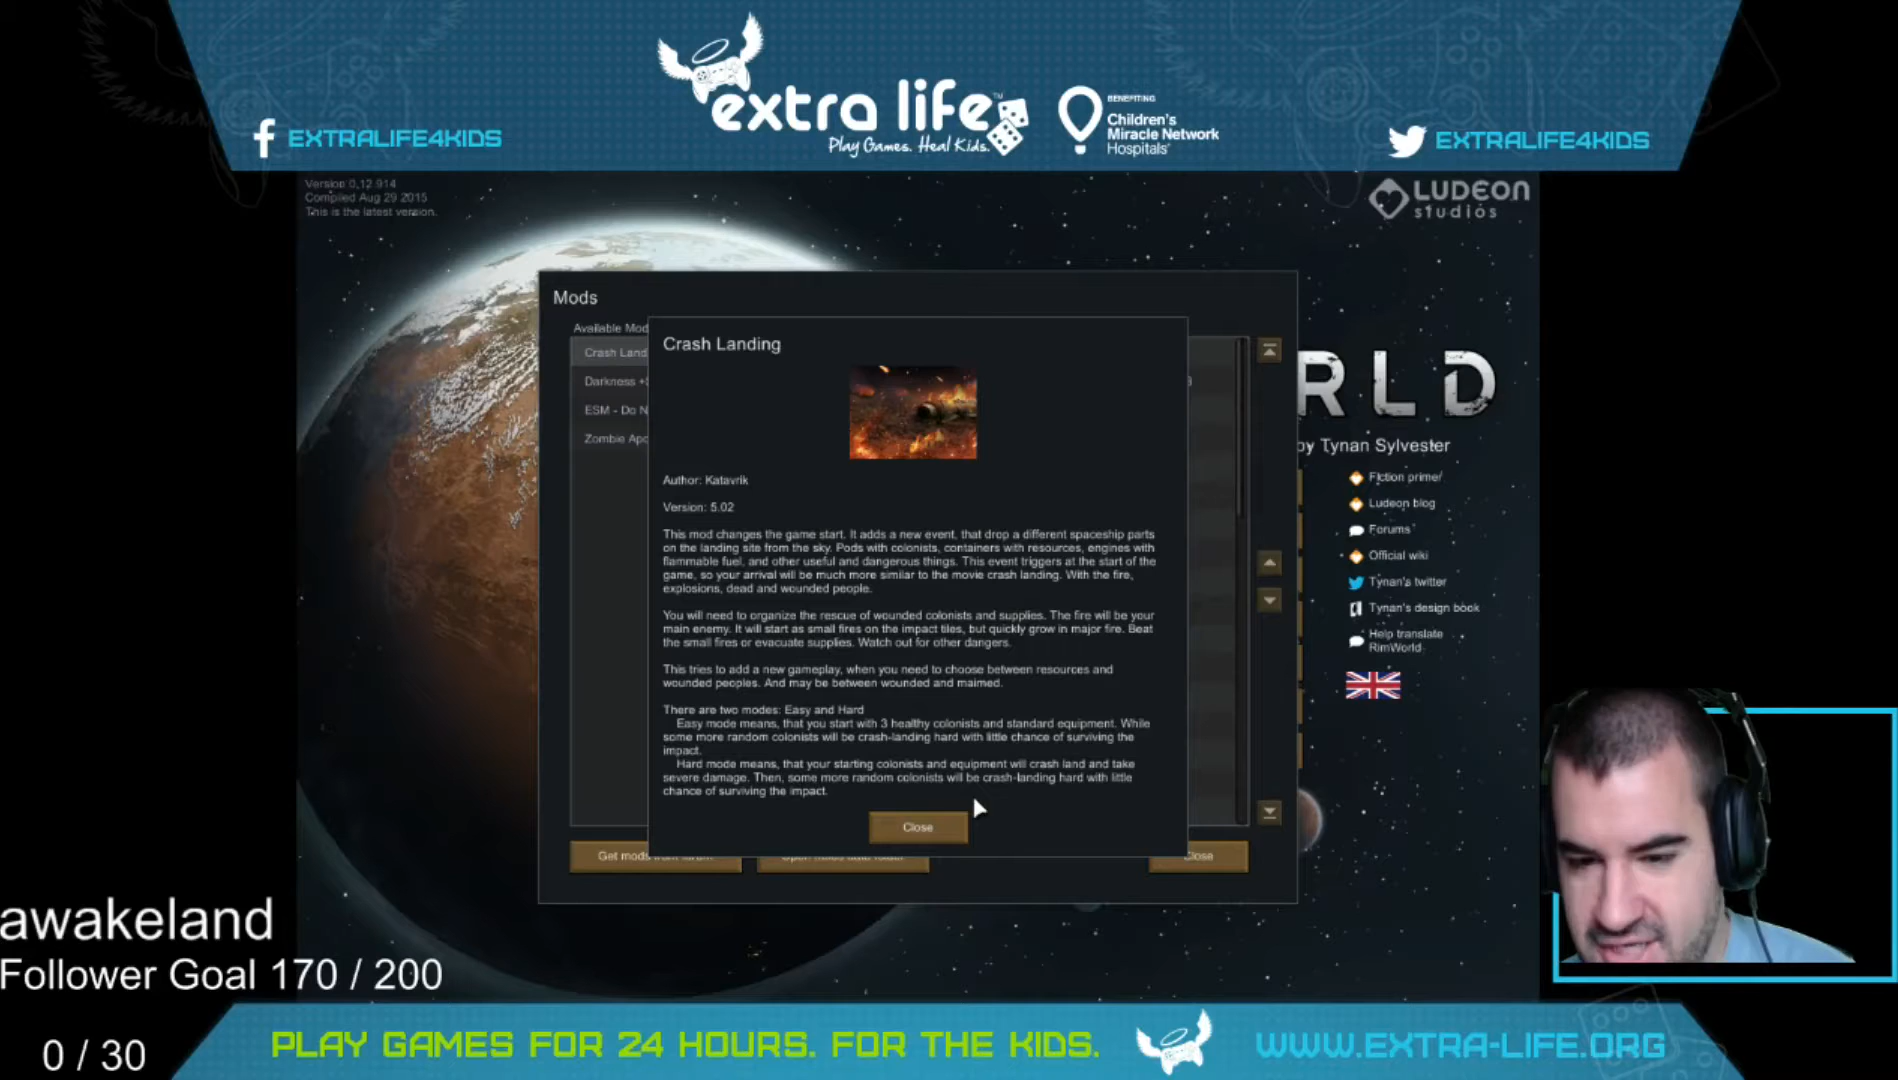 extra life™
Play Games. Heal Kids.
BENEFITING
Children's
Miracle Network
Hospitals
EXTRALIFE4KIDS
EXTRALIFE4KIDS
Version 0.12.914
Compiled Aug 29 2015
This is the latest version.
LUDEON
studios
Mods
Available Mod
Crash Land
Darkness +
ESM - Do N
Zombie Apo
Crash Landing
Author: Katavrik
Version: 5.02
This mod changes the game start. It adds a new event, that drop a different spaceship parts
on the landing site from the sky. Pods with colonists, containers with resources, engines with
flammable fuel, and other useful and dangerous things. This event triggers at the start of the
game, so your arrival will be much more similar to the movie crash landing. With the fire,
explosions, dead and wounded people.
You will need to organize the rescue of wounded colonists and supplies. The fire will be your
main enemy. It will start as small fires on the impact tiles, but quickly grow in major fire. Beat
the small fires or evacuate supplies. Watch out for other dangers.
This tries to add a new gameplay, when you need to choose between resources and
wounded peoples. And may be between wounded and maimed.
There are two modes: Easy and Hard
Easy mode means, that you start with 3 healthy colonists and standard equipment. While
some more random colonists will be crash-landing hard with little chance of surviving the
impact.
Hard mode means, that your starting colonists and equipment will crash land and take
severe damage. Then, some more random colonists will be crash-landing hard with little
chance of surviving the impact.
Close
Get mods from forum
Close
RLD
by Tynan Sylvester
Fiction primer
Ludeon blog
Forums
Official wiki
Tynan's twitter
Tynan's design book
Help translate
RimWorld
awakeland
Follower Goal 170 / 200
0 / 30
PLAY GAMES FOR 24 HOURS. FOR THE KIDS.
WWW.EXTRA-LIFE.ORG